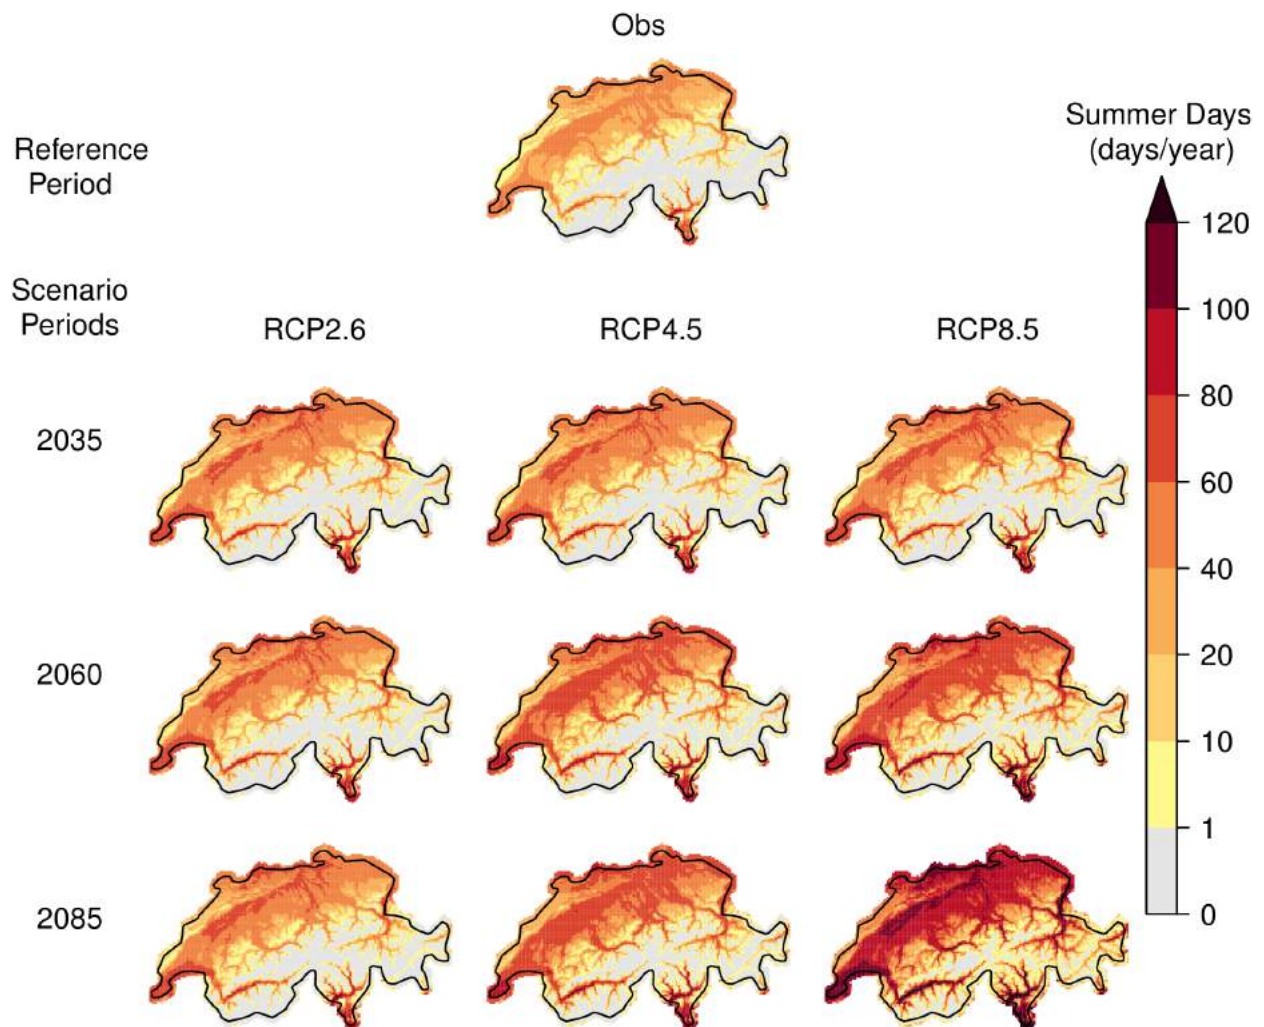 Obs
Reference
Period
Summer Days
(days/year)
120
100
80
60
40
20
10
1
0
Scenario
Periods
RCP2.6
RCP4.5
RCP8.5
2035
2060
2085